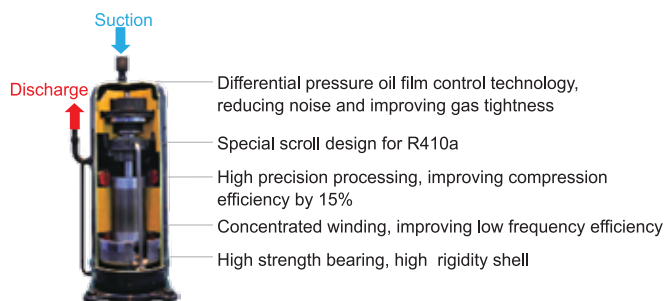 Suction
Discharge
Differential pressure oil film control technology,
reducing noise and improving gas tightness
Special scroll design for R410a
High precision processing, improving compression
efficiency by 15%
Concentrated winding, improving low frequency efficiency
High strength bearing, high rigidity shell